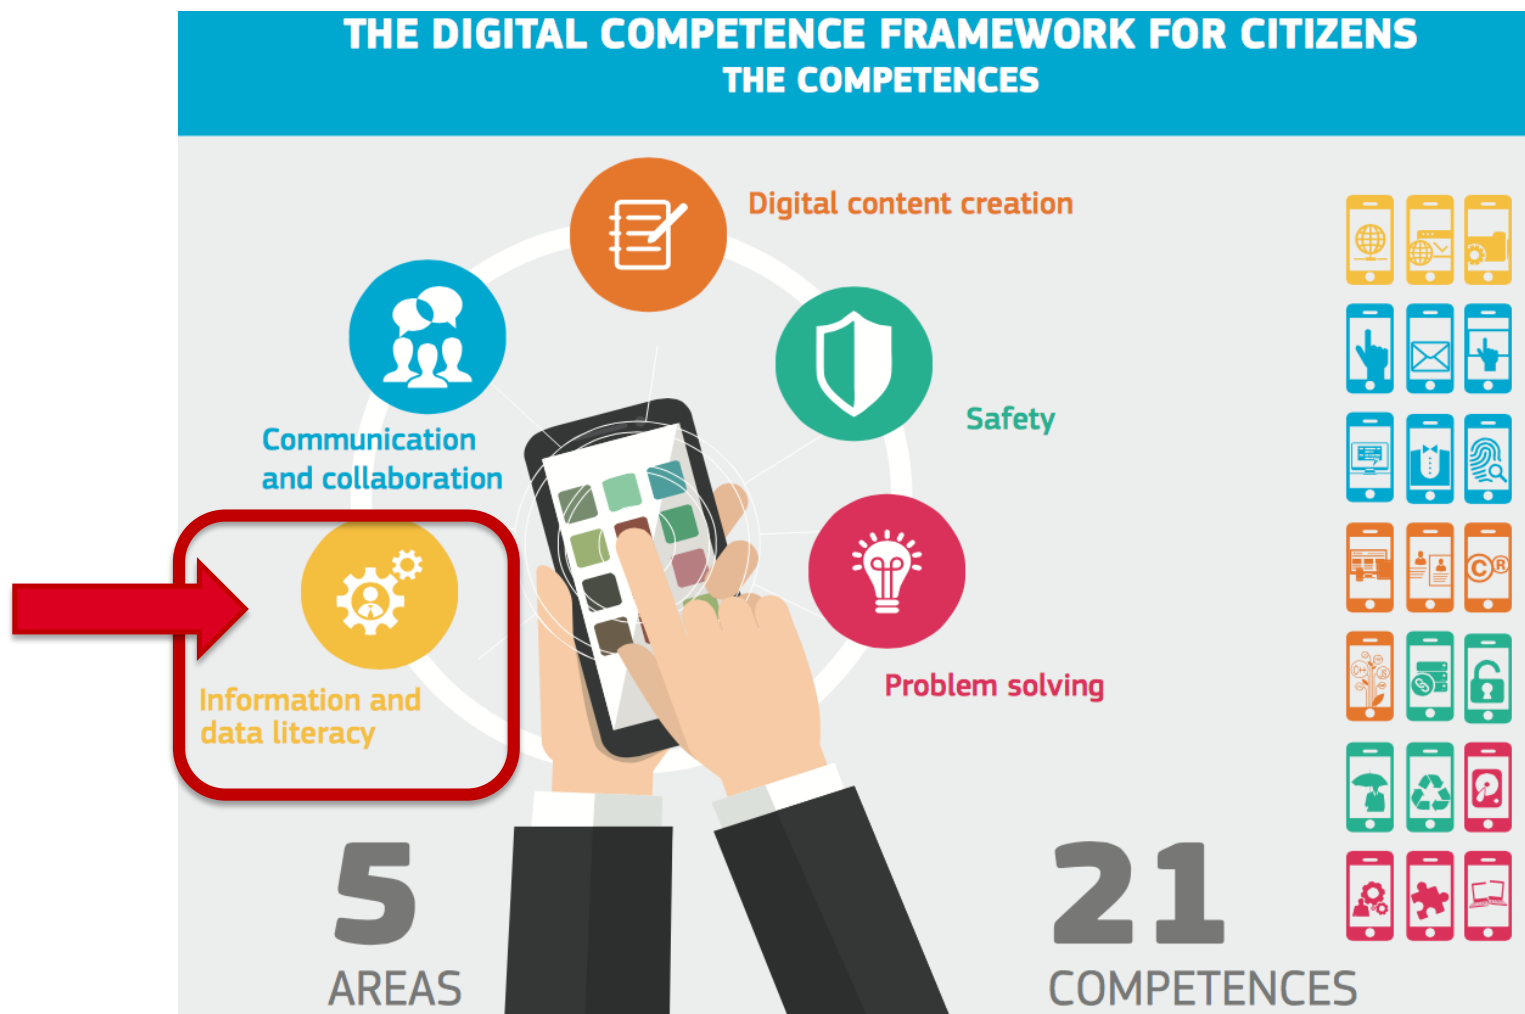 THE DIGITAL COMPETENCE FRAMEWORK FOR CITIZENS
THE COMPETENCES
Digital content creation
Safety
Communication
and collaboration
Problem solving
Information and
data literacy
5
AREAS
21
COMPETENCES
C R